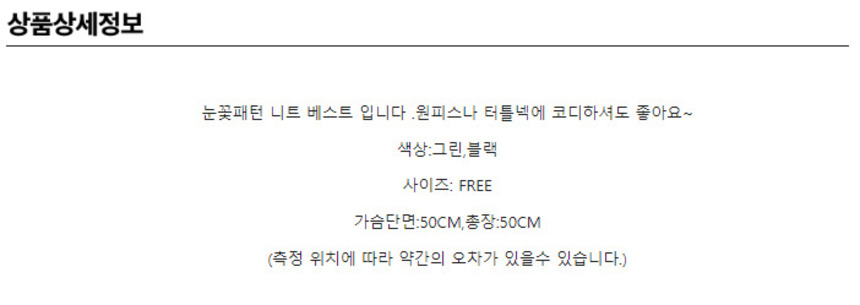 상품상세정보
눈꽃패턴 니트 베스트 입니다 .원피스나 터틀넥에 코디하셔도 좋아요~
색상:그린,블랙
사이즈: FREE
가슴단면:50CM,총장:50CM
(측정 위치에 따라 약간의 오차가 있을수 있습니다.)